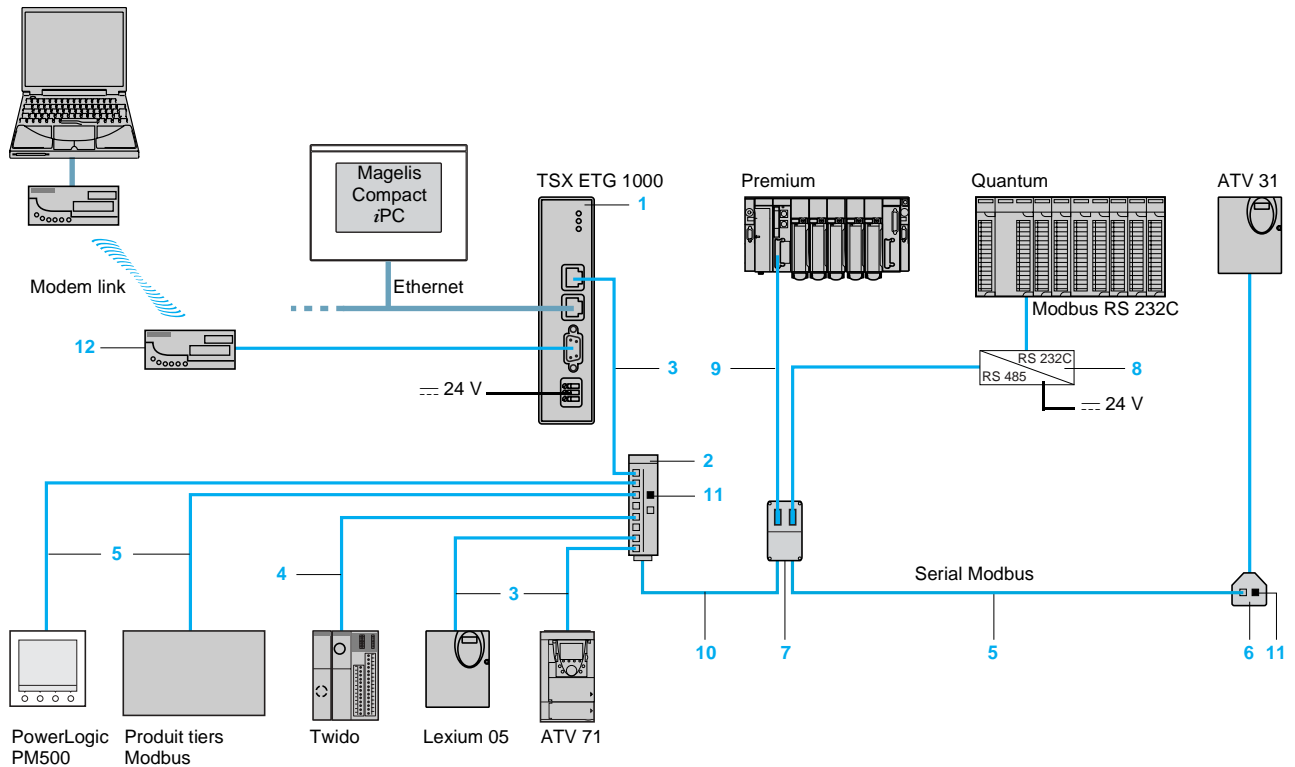 Magelis
Compact
iPC
TSX ETG 1000
Premium
Quantum
ATV 31
1
Modem link
Ethernet
Modbus RS 232C
12
3
9
RS 232C
RS 485
8
24 V
24 V
2
11
5
4
3
Serial Modbus
10
7
5
6
11
PowerLogic
PM500
Produit tiers
Modbus
Twido
Lexium 05
ATV 71